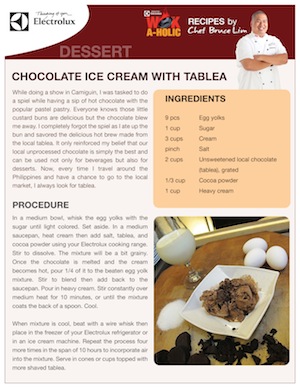 Thinking of you
Electrolux
WOK
A-HOLIC
RECIPES by
Chef Bruce Lim
DESSERT
CHOCOLATE ICE CREAM WITH TABLEA
While doing a show in Camiguin, I was tasked to do
a spiel while having a sip of hot chocolate with the
popular pastel pastry. Everyone knows those little
custard buns are delicious but the chocolate blew
me away, I completely forgot the spiel as I ate up the
bun and savored the delicious hot brew made from
the local tablea. It only reinforced my belief that our
local unprocessed chocolate is simply the best and
can be used not only for beverages but also for
desserts. Now, every time I travel around the
Philippines and have a chance to go to the local
market, I always look for tablea.
INGREDIENTS
9 pcs Egg yolks
1 cup Sugar
3 cups Cream
pinch Salt
2 cups Unsweetened local chocolate
(tablea), grated
1/3 cup Cocoa powder
1 cup Heavy cream
PROCEDURE
In a medium bowl, whisk the egg yolks with the
sugar until light colored. Set aside. In a medium
saucepan, heat cream then add salt, tablea, and
cocoa powder using your Electrolux cooking range.
Stir to dissolve. The mixture will be a bit grainy.
Once the chocolate is melted and the cream
becomes hot, pour 1/4 of it to the beaten egg yolk
mixture. Stir to blend then add back to the
saucepan. Pour in heavy cream. Stir constantly over
medium heat for 10 minutes, or until the mixture
coats the back of a spoon. Cool.
When mixture is cool, beat with a wire whisk then
place in the freezer of your Electrolux refrigerator or
in an ice cream machine. Repeat the process four
more times in the span of 10 hours to incorporate air
into the mixture. Serve in cones or cups topped with
more shaved tablea.